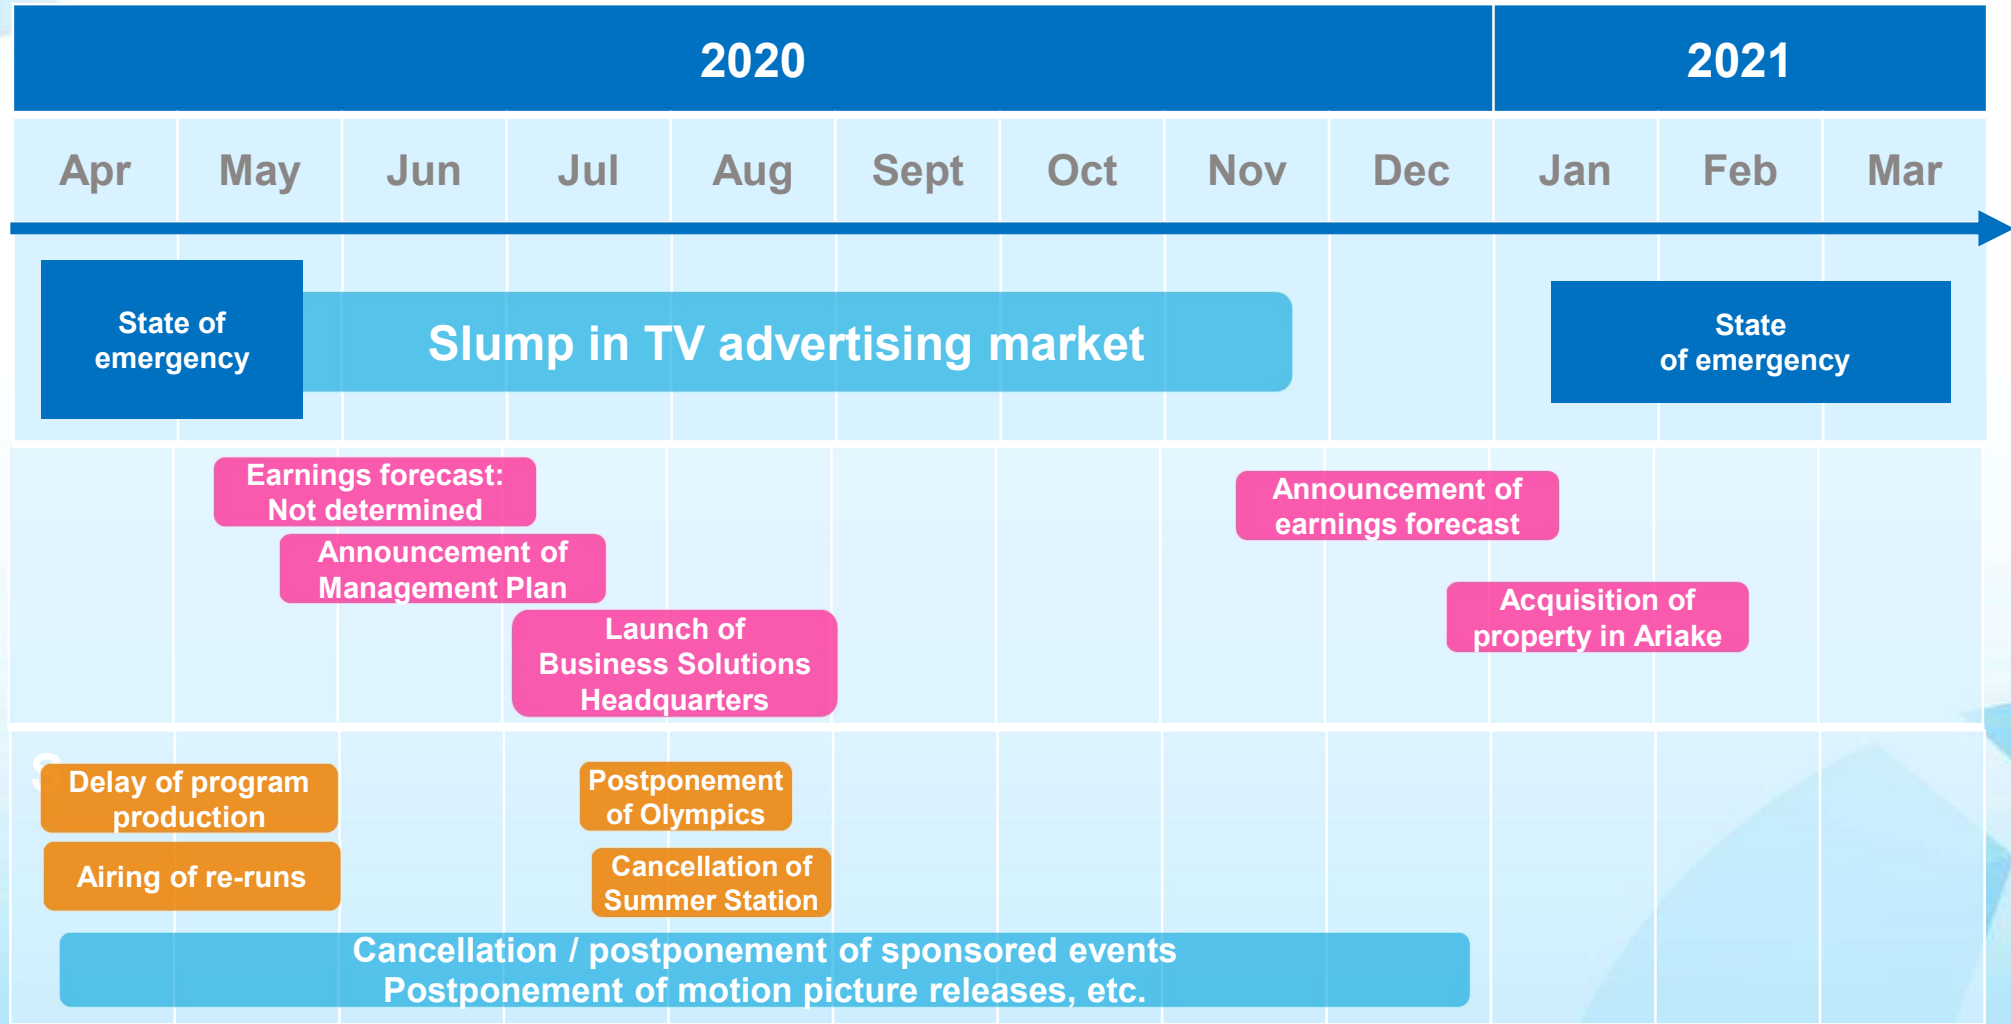 2020
2021
Apr
May
Jun
Jul
Aug
Sept
Oct
Nov
Dec
Jan
Feb
Mar
State of
emergency
Slump in TV advertising market
State
of emergency
Earnings forecast:
Not determined
Announcement of
Management Plan
Launch of
Business Solutions
Headquarters
Announcement of
earnings forecast
Acquisition of
property in Ariake
S
Delay of program
production
Airing of re-runs
Postponement
of Olympics
Cancellation of
Summer Station
Cancellation / postponement of sponsored events
Postponement of motion picture releases, etc.